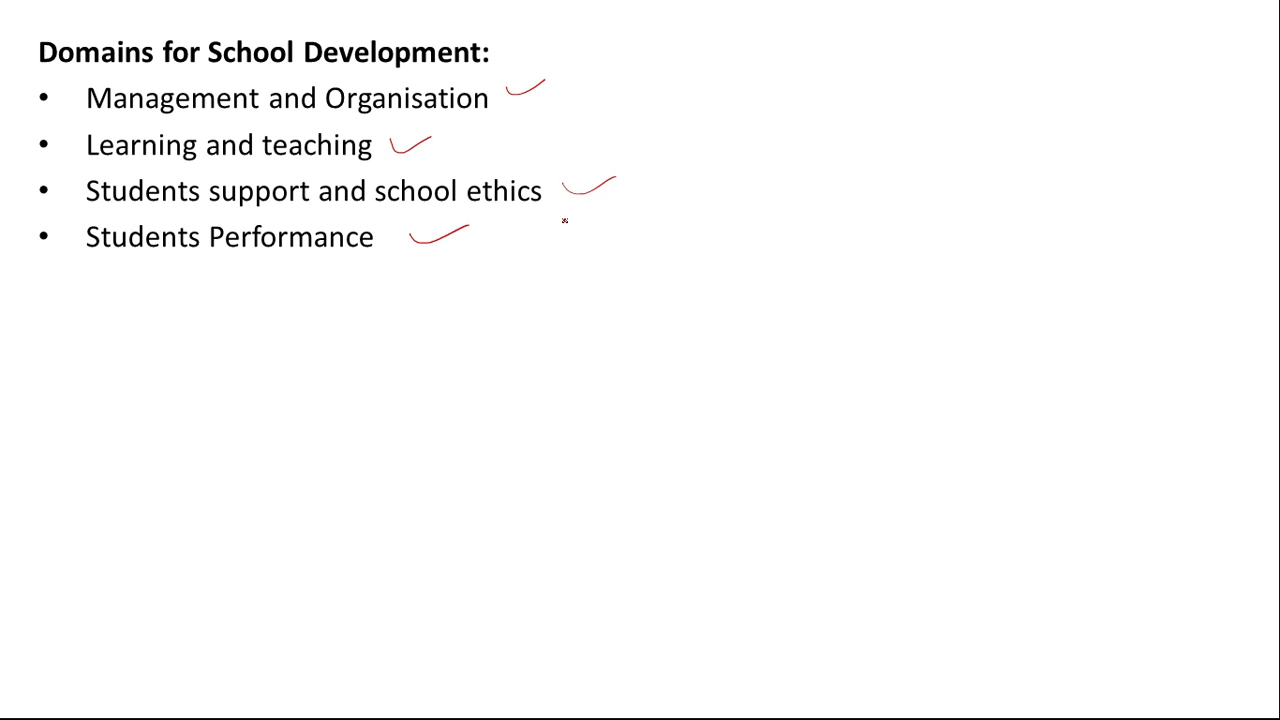 Domains for School Development:
• Management and Organisation
• Learning and teaching
• Students support and school ethics
• Students Performance